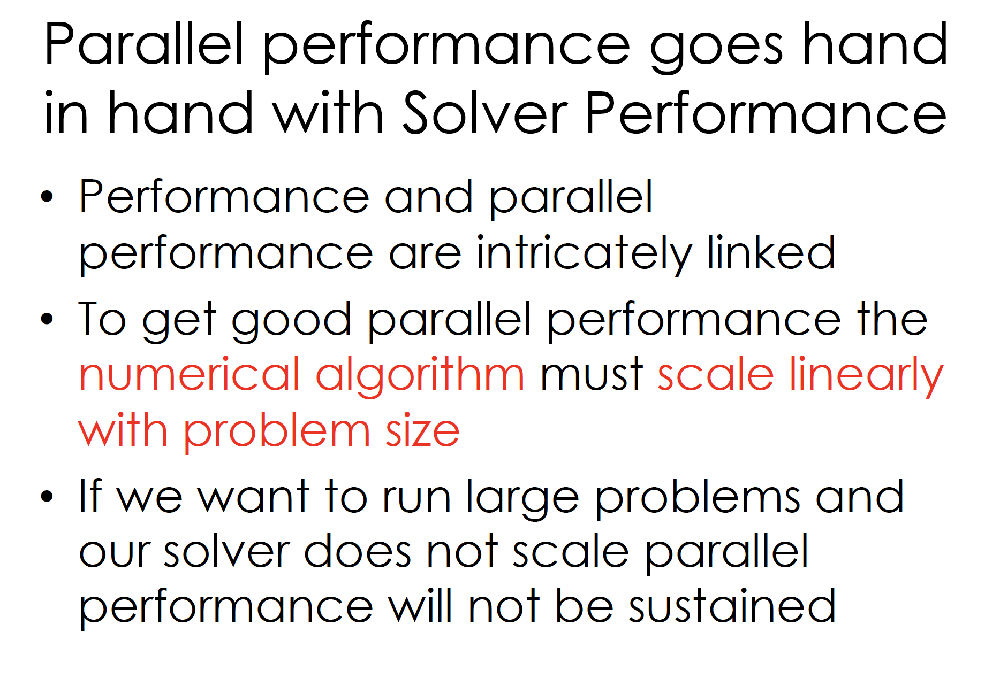 Parallel performance goes hand
in hand with Solver Performance
• Performance and parallel
performance are intricately linked
• To get good parallel performance the
numerical algorithm must scale linearly
with problem size
• If we want to run large problems and
our solver does not scale parallel
performance will not be sustained